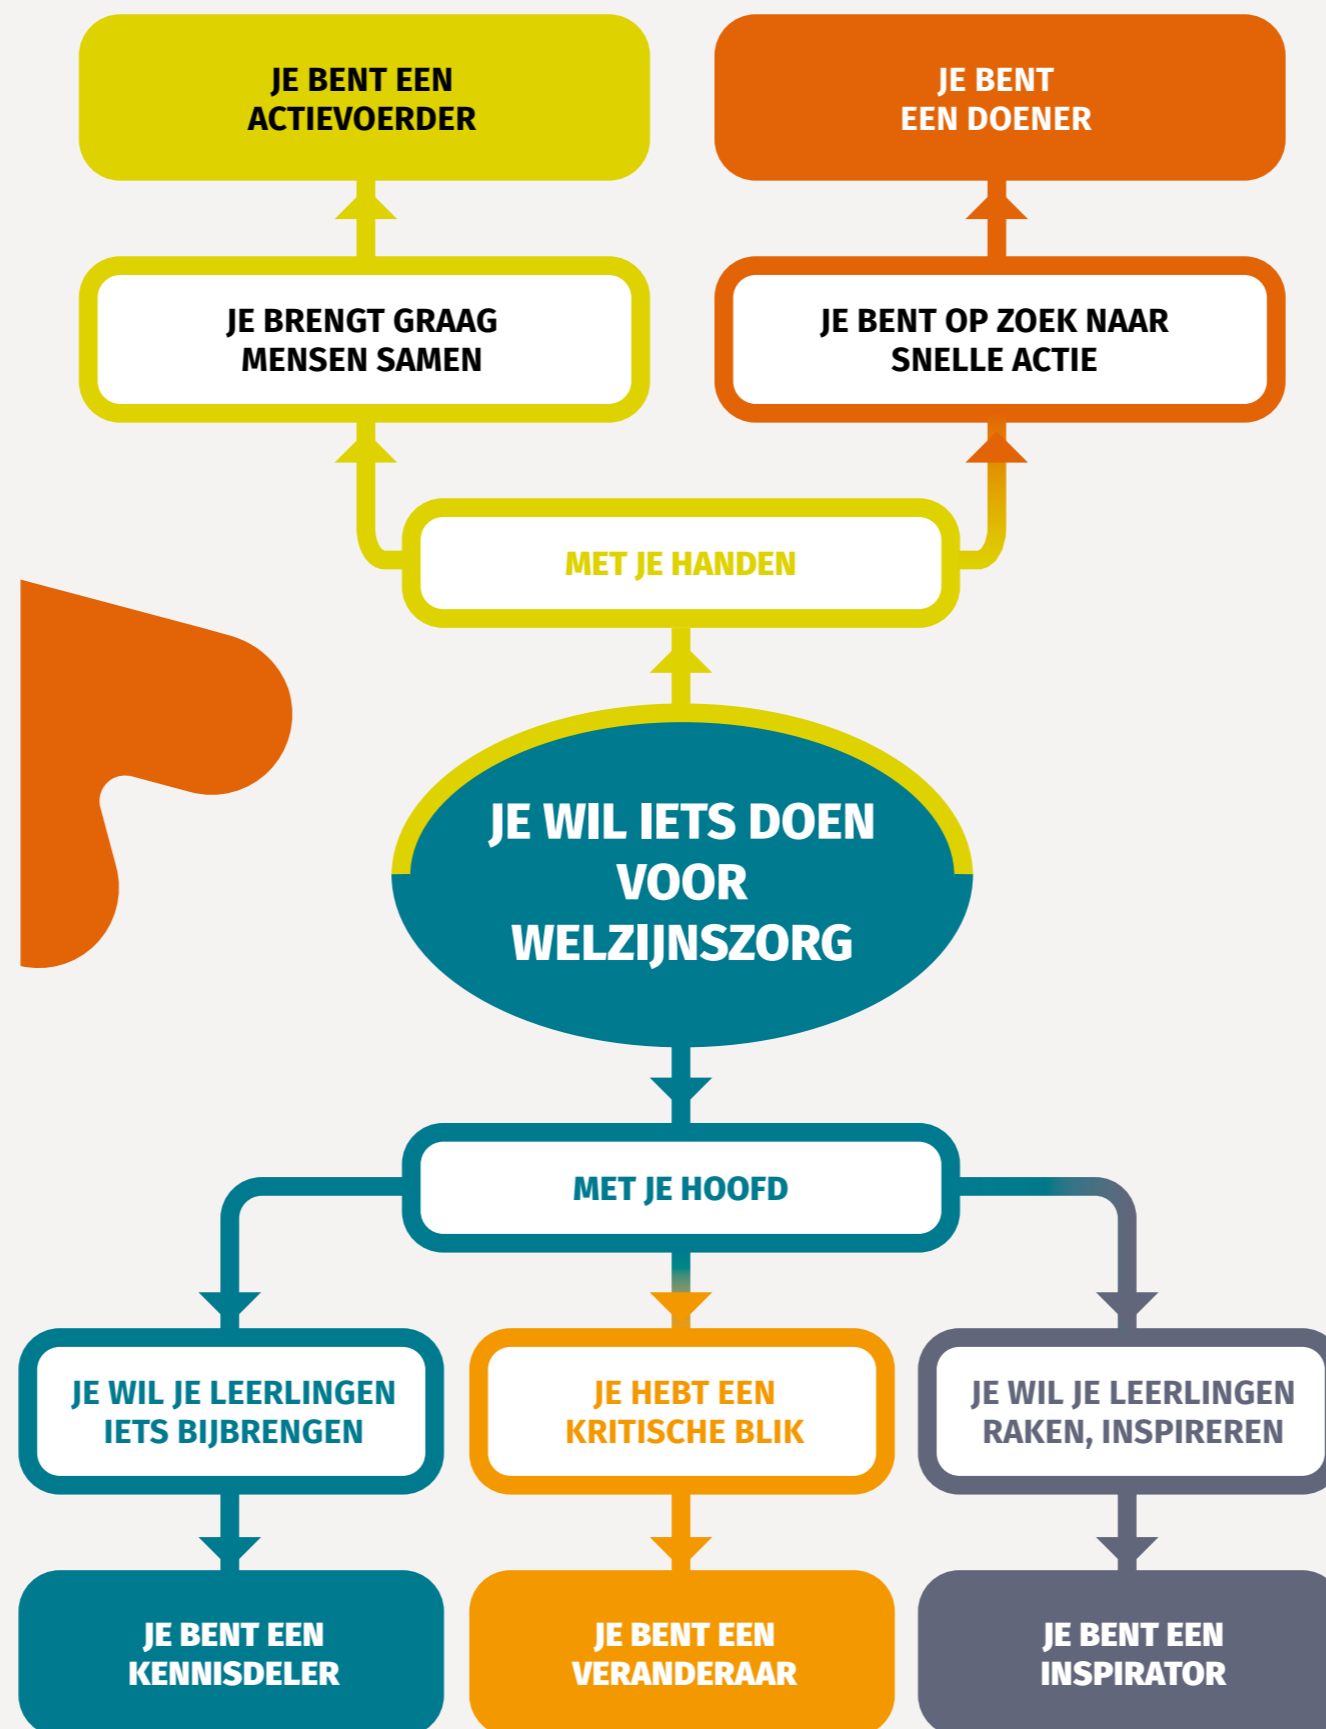 JE BENT EEN
ACTIEVOERDER
JE BENT
EEN DOENER
JE BRENGT GRAAG
MENSEN SAMEN
JE BENT OP ZOEK NAAR
SNELLE ACTIE
MET JE HANDEN
JE WIL IETS DOEN
VOOR
WELZIJNSZORG
MET JE HOOFD
JE WIL JE LEERLINGEN
IETS BIJBRENGEN
JE HEBT EEN
KRITISCHE BLIK
JE WIL JE LEERLINGEN
RAKEN, INSPIREREN
JE BENT EEN
KENNISDELER
JE BENT EEN
VERANDERAAR
JE BENT EEN
INSPIRATOR